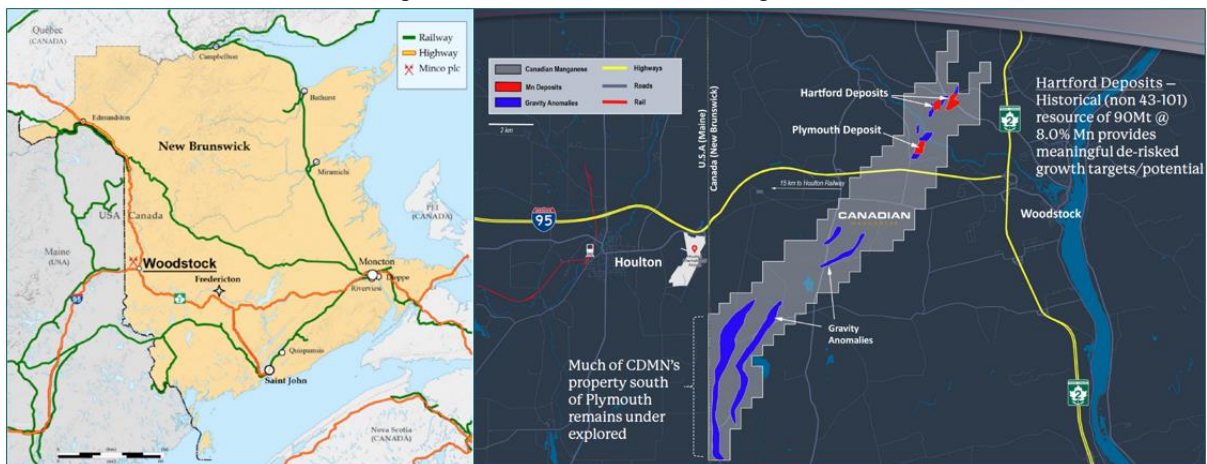 Québec
(CANADA)
Campbellton
Railway
Highway
Minco plc
Bathurst
Edmundston
New Brunswick
Miramichi
USA
Canada
PEI
(CANADA)
Maine
(USA)
Woodstock
Fredericton
Moncton
Dieppe
Riverview
95
2
Quispamsis
Saint John
Nova Scotia
(CANADA)
Canadian Manganese
Mn Deposits
Gravity Anomalies
Highways
Roads
Rail
2 km
U.S.A (Maine)
Canada (New Brunswick)
Hartford Deposits
Plymouth Deposit
2
Hartford Deposits –
Historical (non 43-101)
resource of 90Mt @
8.0% Mn provides
meaningful de-risked
growth targets/potential
15 km to Houlton Railway
95
CANADIAN
Woodstock
Houlton
Gravity
Anomalies
Much of CDMN's
property south
of Plymouth
remains under
explored
2